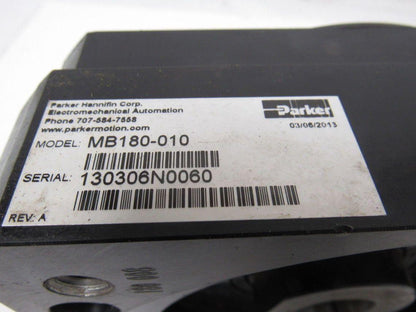 Parker Hannifin Corp.
Electromechanical Automation
Phone 707-584-7558
www.parkermotion.com
Parker
03/06/2013
MODEL: MB180-010
SERIAL: 130306N0060
REV: A